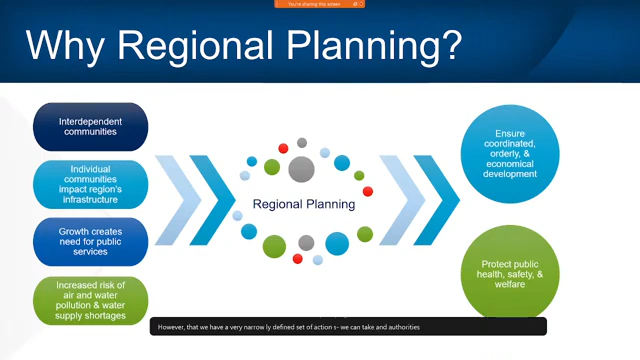 You're sharing this screen
Why Regional Planning?
Interdependent
communities
Individual
communities
impact region's
infrastructure
Growth creates
need for public
services
Increased risk of
air and water
pollution & water
supply shortages
Regional Planning
Ensure
coordinated,
orderly, &
economical
development
Protect public
health, safety, &
welfare
However, that we have a very narrow ly defined set of action s- we can take and authorities